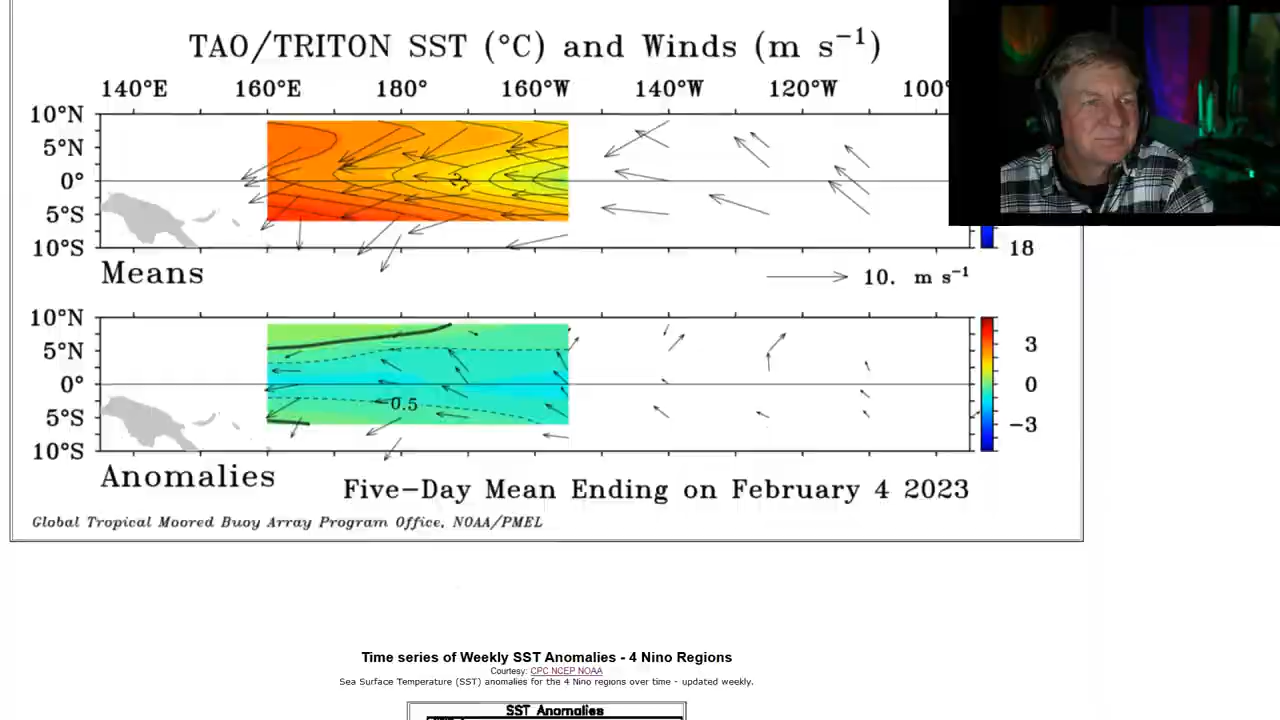 TAO/TRITON SST (°C) and Winds (m s⁻¹)
140°E 160°E 180° 160°W 140°W 120°W 100°
10°N
5°N
0°
27
5°S
10°S
18
Means
10. m s⁻¹
10°N
5°N
3
0°
0
-0.5
5°S
-3
10°S
Anomalies
Five-Day Mean Ending on February 4 2023
Global Tropical Moored Buoy Array Program Office, NOAA/PMEL
Time series of Weekly SST Anomalies - 4 Nino Regions
Courtesy: CPC NCEP NOAA
Sea Surface Temperature (SST) anomalies for the 4 Nino regions over time - updated weekly.
SST Anomalies